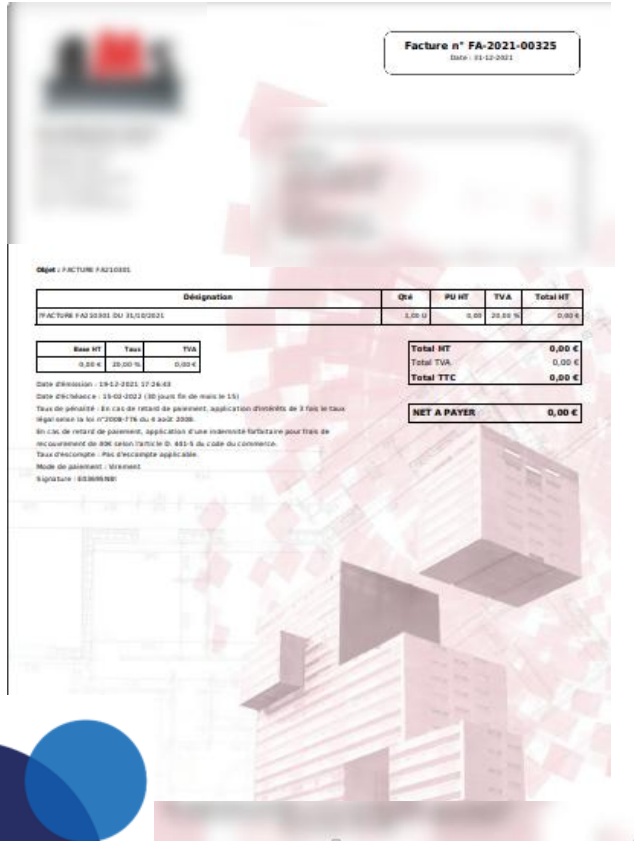 Facture n° FA-2021-00325
Date : 31-12-2021
Objet : FACTURE FA210301
Désignation Qté PU HT TVA Total HT
FACTURE FA210301 DU 31/10/2021 1,00 U 0,00 20,00 % 0,00 €
Base HT Taux TVA
0,00 € 20,00 % 0,00 €
Total HT 0,00 €
Total TVA 0,00 €
Total TTC 0,00 €
NET A PAYER 0,00 €
Date d'émission : 19-12-2021 17:26:43
Date d'échéance : 15-02-2022 (30 jours fin de mois le 15)
Taux de pénalité : En cas de retard de paiement, application d'intérêts de 3 fois le taux
légal selon la loi n°2008-776 du 4 août 2008.
En cas de retard de paiement, application d'une indemnité forfaitaire pour frais de
recouvrement de 40€ selon l'article D. 441-5 du code du commerce.
Taux d'escompte : Pas d'escompte applicable.
Mode de paiement : Virement
Signature :